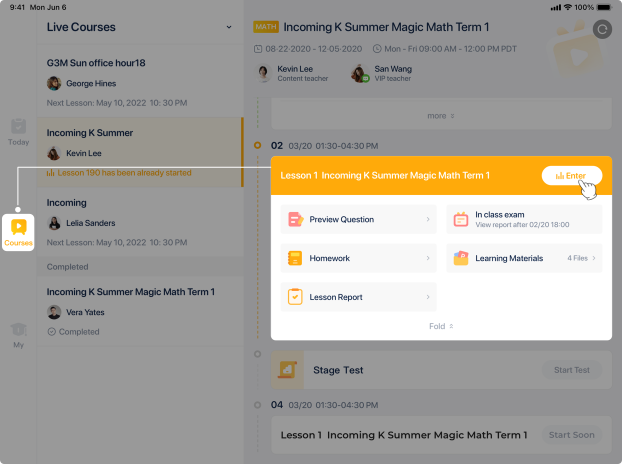 9:41 Mon Jun 6
100%
Live Courses
G3M Sun office hour18
George Hines
Next Lesson: May 10, 2022 10: 30 PM
Incoming K Summer
Kevin Lee
Lesson 190 has been already started
Incoming
Lelia Sanders
Next Lesson: May 10, 2022 10: 30 PM
Completed
Incoming K Summer Magic Math Term 1
Vera Yates
Completed
Today
Courses
My
MATH Incoming K Summer Magic Math Term 1
08-22-2020 - 12-05-2020 Mon - Fri 09:00 AM - 12:00 PM PDT
Kevin Lee
Content teacher
San Wang
VIP teacher
more
02 03/20 01:30-04:30 PM
Lesson 1 Incoming K Summer Magic Math Term 1
Enter
Preview Question
In class exam
View report after 02/20 18:00
Homework
Learning Materials 4 Files
Lesson Report
Fold
Stage Test Start Test
04 03/20 01:30-04:30 PM
Lesson 1 Incoming K Summer Magic Math Term 1 Start Soon